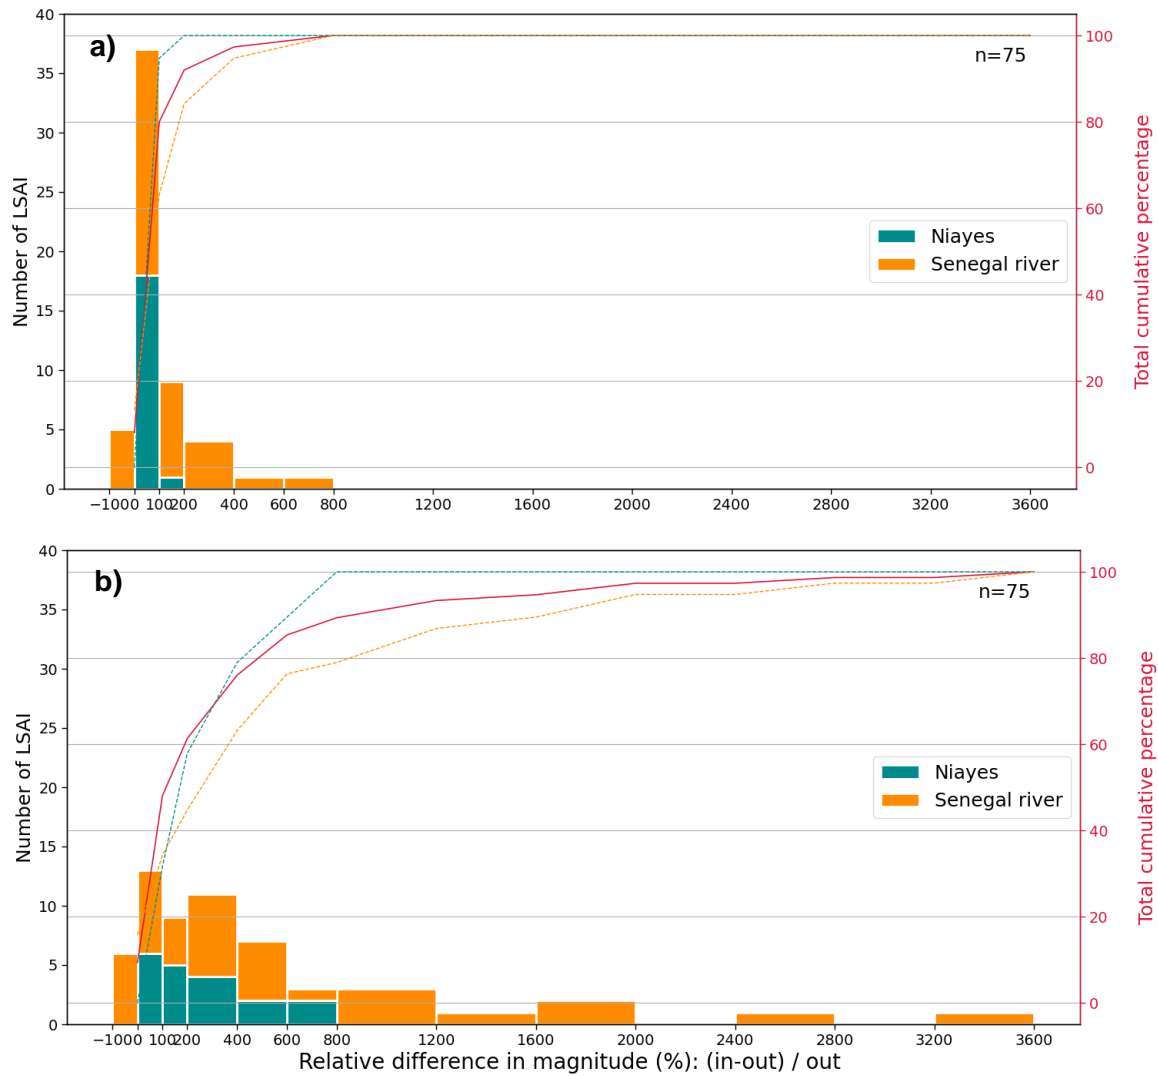 a)
n=75
40
35
30
25
20
15
10
5
0
Number of LSAI
100
80
60
40
20
0
Total cumulative percentage
Niayes
Senegal river
−100 0 100 200 400 600 800 1200 1600 2000 2400 2800 3200 3600
b)
n=75
40
35
30
25
20
15
10
5
0
Number of LSAI
100
80
60
40
20
0
Total cumulative percentage
Niayes
Senegal river
−100 0 100 200 400 600 800 1200 1600 2000 2400 2800 3200 3600
Relative difference in magnitude (%): (in-out) / out